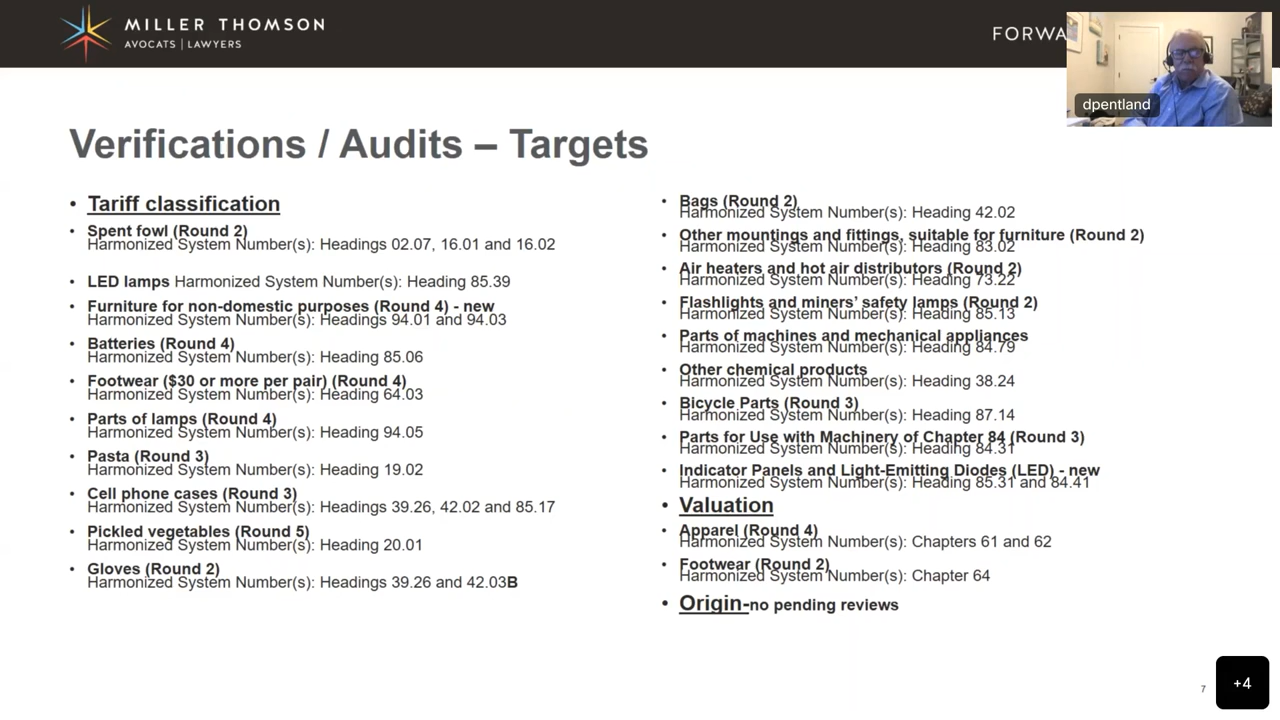 MILLER THOMSON
AVOCATS | LAWYERS
FORWA
dpentland
Verifications / Audits – Targets
• Tariff classification
• Spent fowl (Round 2)
Harmonized System Number(s): Headings 02.07, 16.01 and 16.02
• LED lamps Harmonized System Number(s): Heading 85.39
• Furniture for non-domestic purposes (Round 4) - new
Harmonized System Number(s): Headings 94.01 and 94.03
• Batteries (Round 4)
Harmonized System Number(s): Heading 85.06
• Footwear ($30 or more per pair) (Round 4)
Harmonized System Number(s): Heading 64.03
• Parts of lamps (Round 4)
Harmonized System Number(s): Heading 94.05
• Pasta (Round 3)
Harmonized System Number(s): Heading 19.02
• Cell phone cases (Round 3)
Harmonized System Number(s): Headings 39.26, 42.02 and 85.17
• Pickled vegetables (Round 5)
Harmonized System Number(s): Heading 20.01
• Gloves (Round 2)
Harmonized System Number(s): Headings 39.26 and 42.03B
• Bags (Round 2)
Harmonized System Number(s): Heading 42.02
• Other mountings and fittings, suitable for furniture (Round 2)
Harmonized System Number(s): Heading 83.02
• Air heaters and hot air distributors (Round 2)
Harmonized System Number(s): Heading 73.22
• Flashlights and miners’ safety lamps (Round 2)
Harmonized System Number(s): Heading 85.13
• Parts of machines and mechanical appliances
Harmonized System Number(s): Heading 84.79
• Other chemical products
Harmonized System Number(s): Heading 38.24
• Bicycle Parts (Round 3)
Harmonized System Number(s): Heading 87.14
• Parts for Use with Machinery of Chapter 84 (Round 3)
Harmonized System Number(s): Heading 84.31
• Indicator Panels and Light-Emitting Diodes (LED) - new
Harmonized System Number(s): Heading 85.31 and 84.41
• Valuation
• Apparel (Round 4)
Harmonized System Number(s): Chapters 61 and 62
• Footwear (Round 2)
Harmonized System Number(s): Chapter 64
• Origin-no pending reviews
7
+4